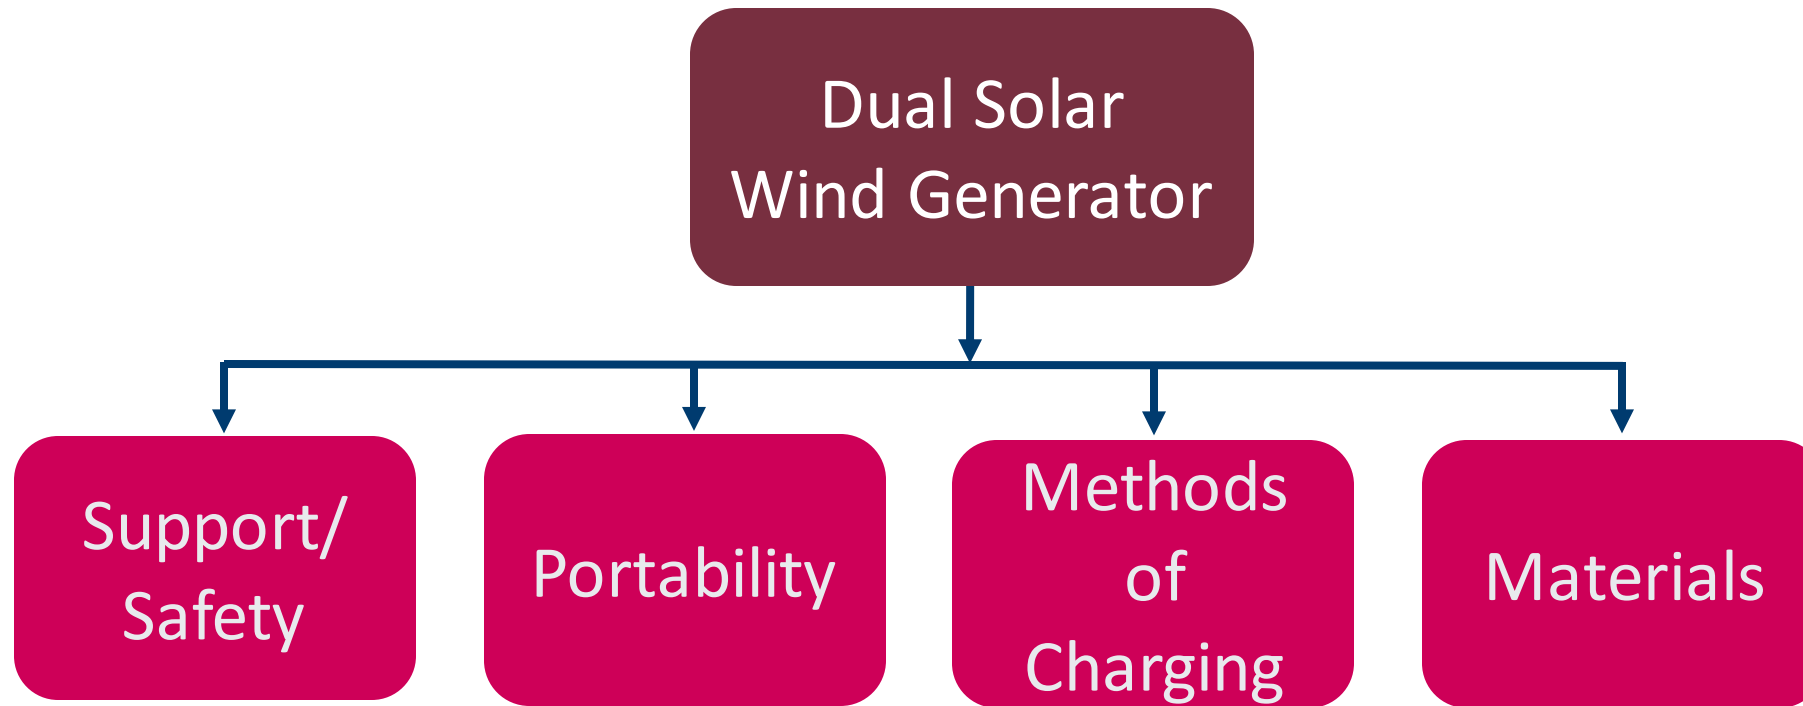 Dual Solar
Wind Generator
Support/
Safety
Portability
Methods
of
Charging
Materials